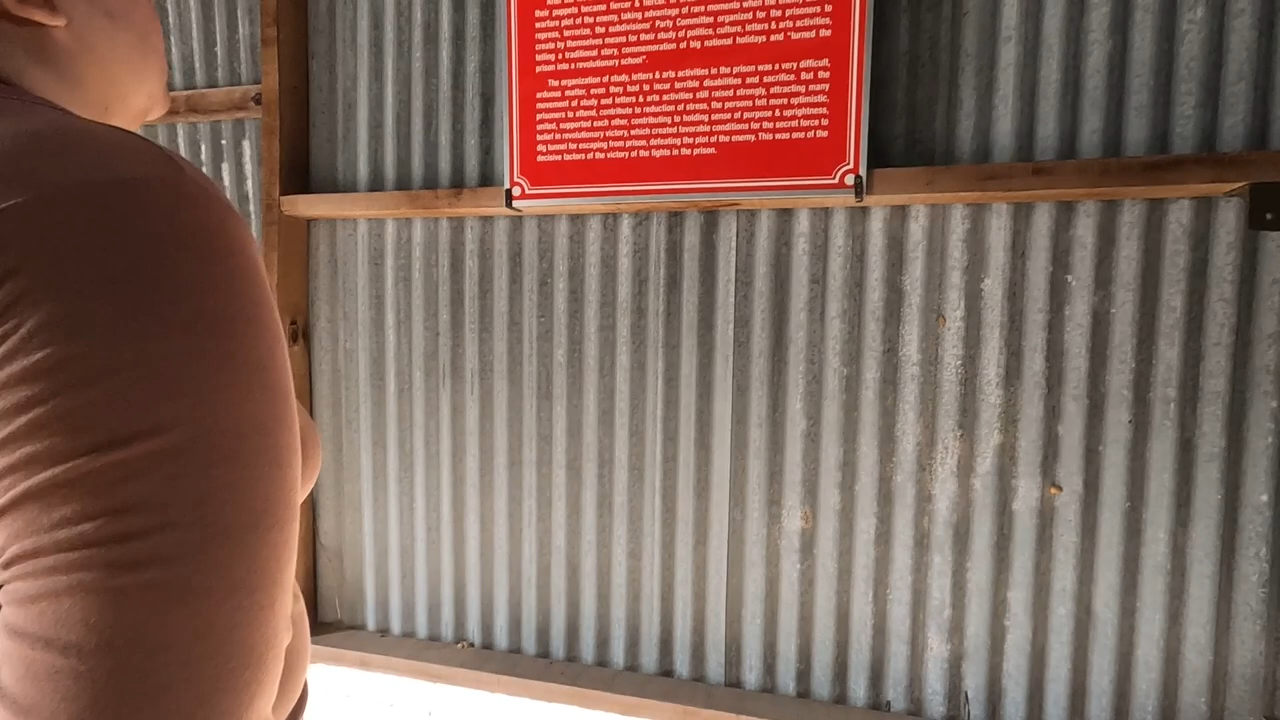 their puppets became fiercer & fiercer. In
warfare plot of the enemy, taking advantage of rare moments when the enemy
repress, terrorize, the subdivisions' Party Committee organized for the prisoners to
create by themselves means for their study of politics, culture, letters & arts activities,
telling a traditional story, commemoration of big national holidays and "turned the
prison into a revolutionary school".
The organization of study, letters & arts activities in the prison was a very difficult,
arduous matter, even they had to incur terrible disabilities and sacrifice. But the
movement of study and letters & arts activities still raised strongly, attracting many
prisoners to attend, contribute to reduction of stress, the persons felt more optimistic,
united, supported each other, contributing to holding sense of purpose & uprightness,
belief in revolutionary victory, which created favorable conditions for the secret force to
dig tunnel for escaping from prison, defeating the plot of the enemy. This was one of the
decisive factors of the victory of the fights in the prison.